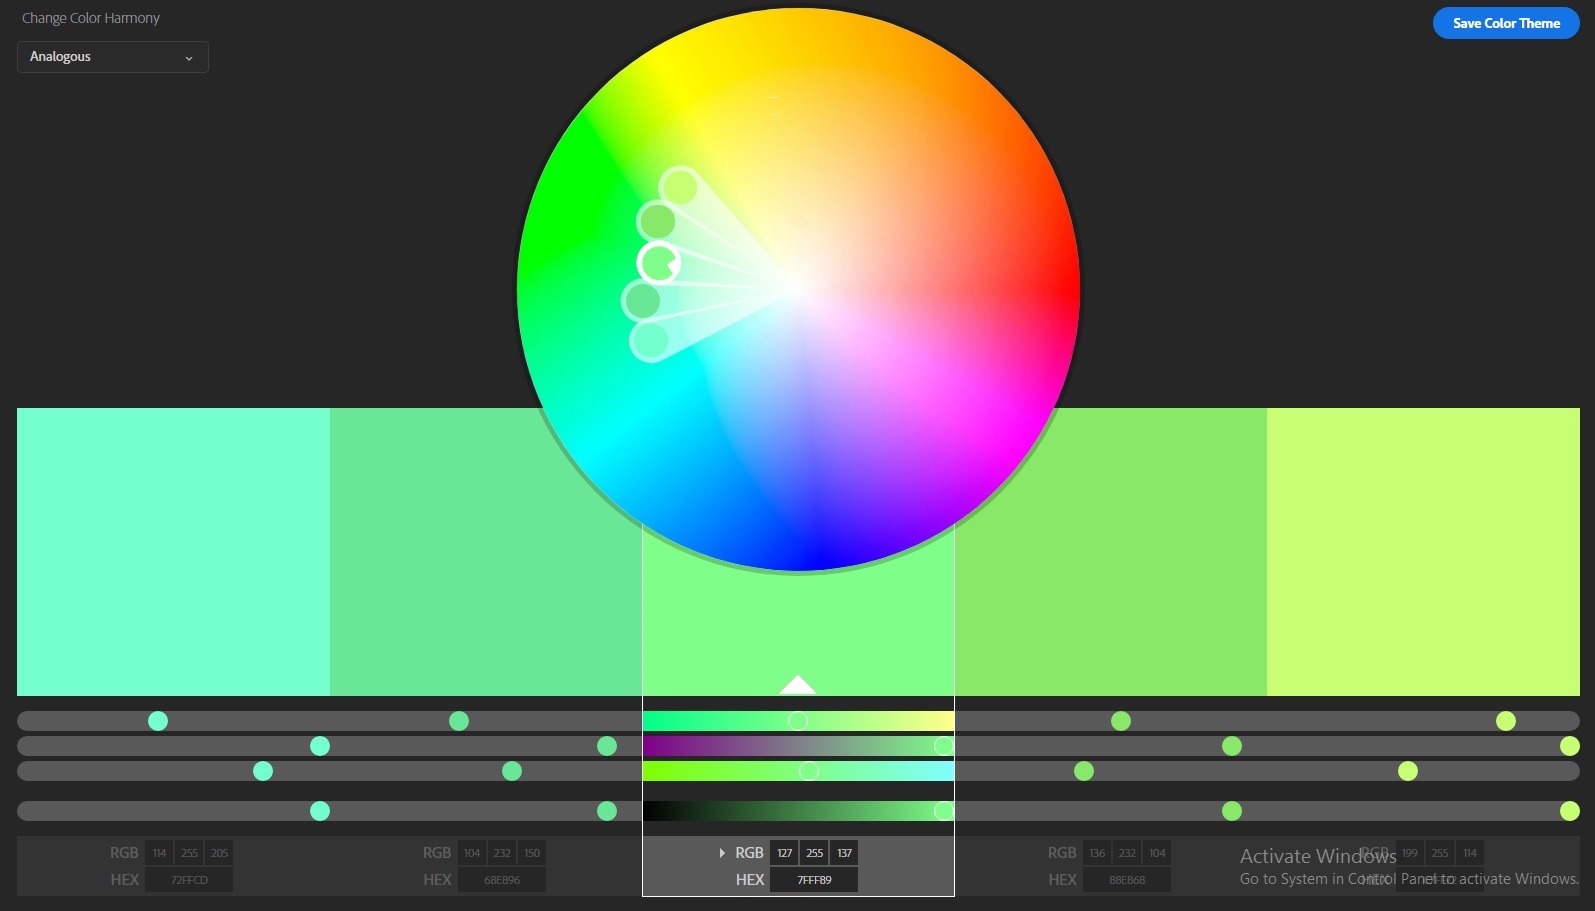 Change Color Harmony
Save Color Theme
Analogous
RGB 114 255 205
RGB 104 232 150
RGB 127 255 137
RGB 136 232 104
RGB 199 255 114
HEX 72FFCD
HEX 68E896
HEX 7FFF89
HEX 88E868
HEX
Activate Windows
Go to System in Control Panel to activate Windows.